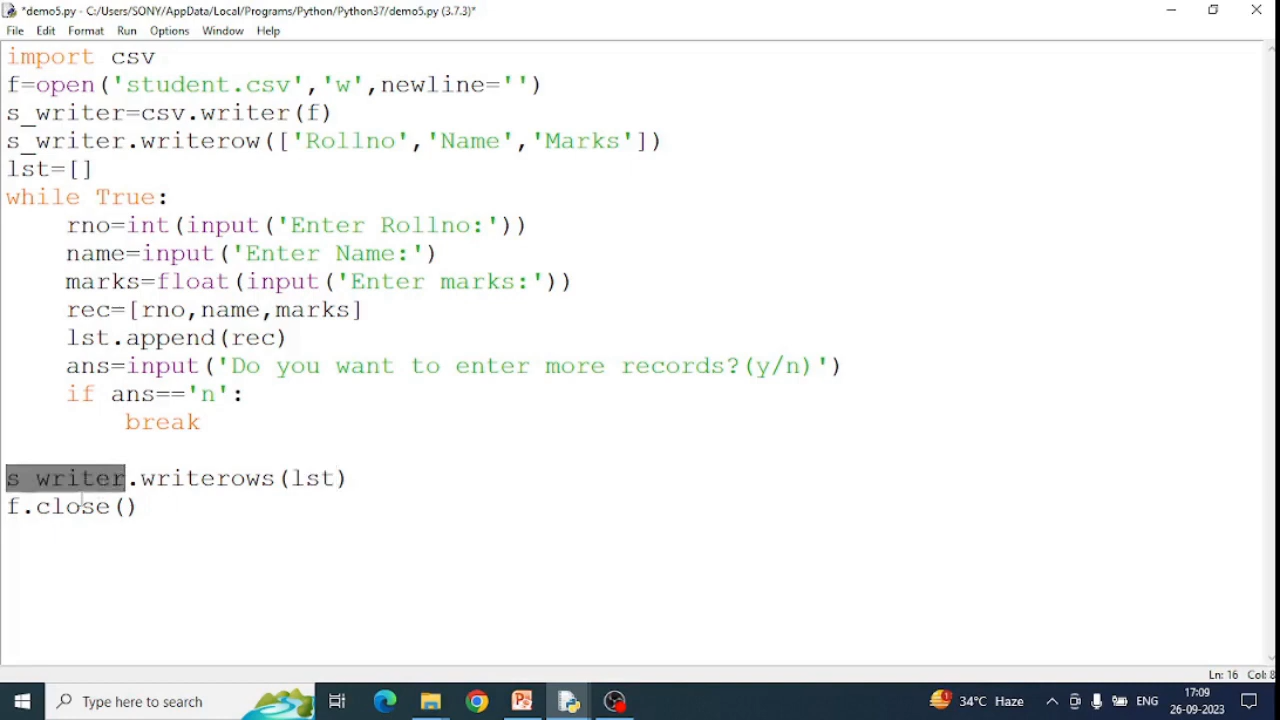 *demo5.py - C:/Users/SONY/AppData/Local/Programs/Python/Python37/demo5.py (3.7.3)*
File Edit Format Run Options Window Help
import csv
f=open('student.csv','w',newline='')
s_writer=csv.writer(f)
s_writer.writerow(['Rollno','Name','Marks'])
lst=[]
while True:
    rno=int(input('Enter Rollno:'))
    name=input('Enter Name:')
    marks=float(input('Enter marks:'))
    rec=[rno,name,marks]
    lst.append(rec)
    ans=input('Do you want to enter more records?(y/n)')
    if ans=='n':
        break
s_writer.writerows(lst)
f.close()
Ln: 16 Col: 8
Type here to search
34°C Haze
ENG
17:09
26-09-2023